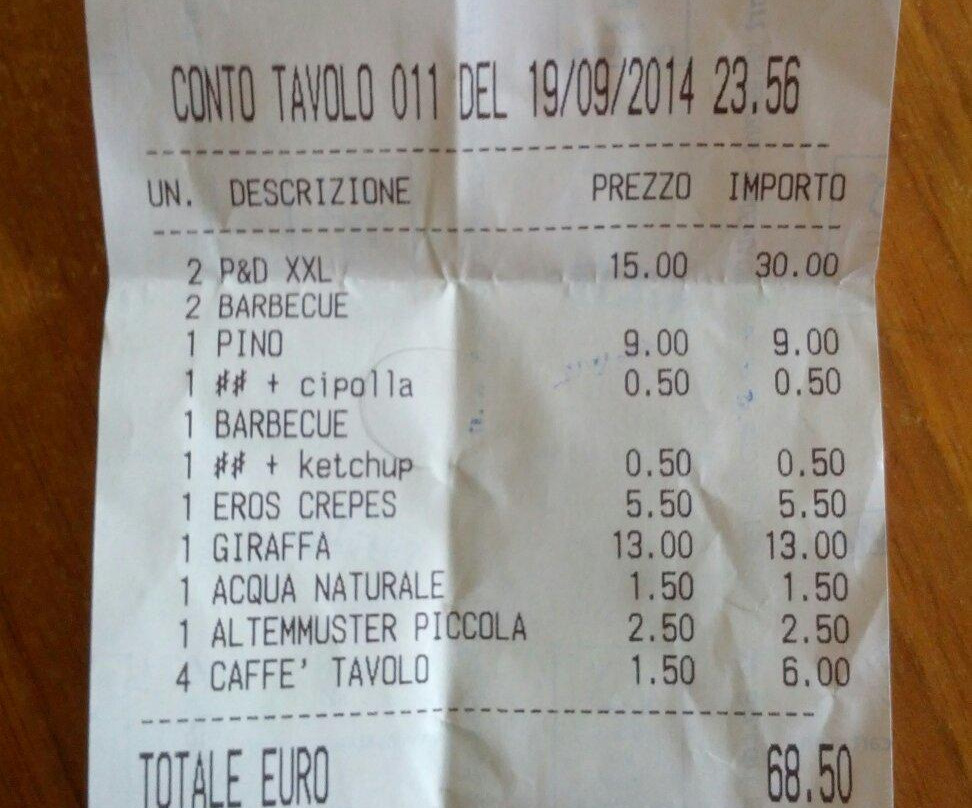 CONTO TAVOLO 011 DEL 19/09/2014 23.56
UN. DESCRIZIONE PREZZO IMPORTO
2 P&D XXL 15.00 30.00
2 BARBECUE
1 PINO 9.00 9.00
1 ## + cipolla 0.50 0.50
1 BARBECUE
1 ## + ketchup 0.50 0.50
1 EROS CREPES 5.50 5.50
1 GIRAFFA 13.00 13.00
1 ACQUA NATURALE 1.50 1.50
1 ALTEMMUSTER PICCOLA 2.50 2.50
4 CAFFE' TAVOLO 1.50 6.00
TOTALE EURO 68.50